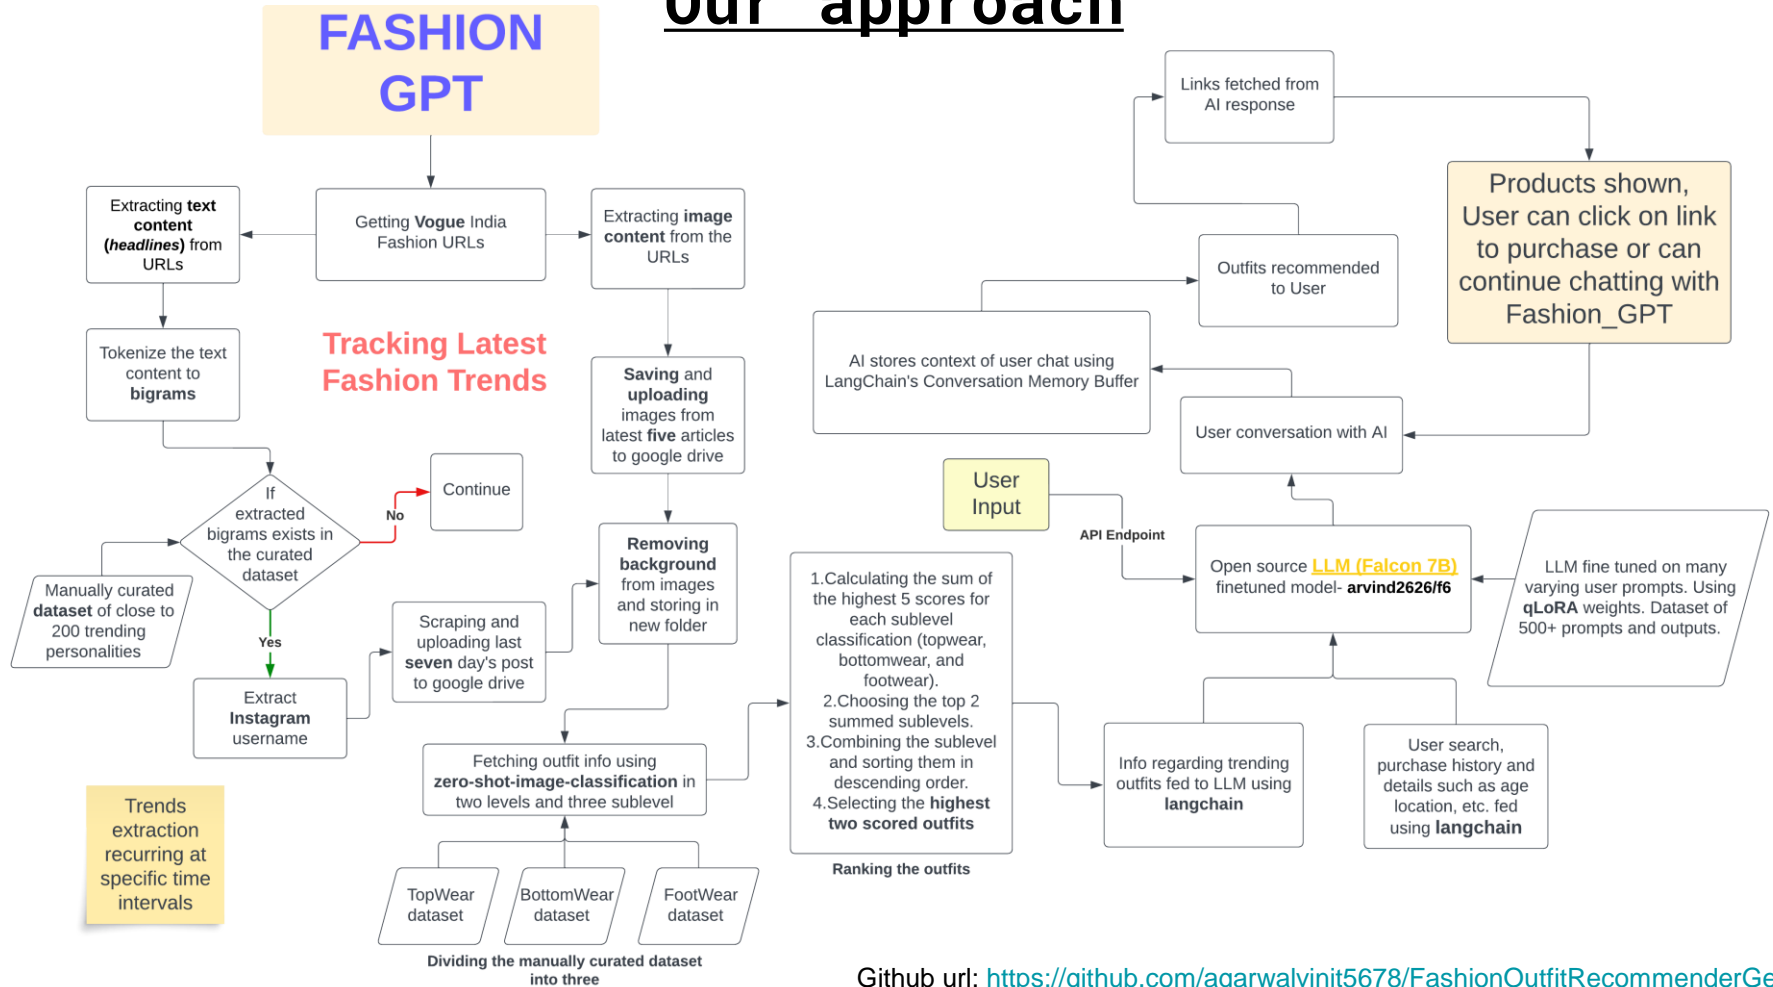 Our approach
FASHION
GPT
Extracting text
content
(headlines) from
URLs
Getting Vogue India
Fashion URLs
Extracting image
content from the
URLs
Tokenize the text
content to
bigrams
Tracking Latest
Fashion Trends
Saving and
uploading
images from
latest five articles
to google drive
If
extracted
bigrams exists in
the curated
dataset
No
Continue
Manually curated
dataset of close to
200 trending
personalities
Yes
Extract
Instagram
username
Scraping and
uploading last
seven day's post
to google drive
Removing
background
from images
and storing in
new folder
Fetching outfit info using
zero-shot-image-classification in
two levels and three sublevel
TopWear
dataset
BottomWear
dataset
FootWear
dataset
Dividing the manually curated dataset
into three
Trends
extraction
recurring at
specific time
intervals
1.Calculating the sum of
the highest 5 scores for
each sublevel
classification (topwear,
bottomwear, and
footwear).
2.Choosing the top 2
summed sublevels.
3.Combining the sublevel
and sorting them in
descending order.
4.Selecting the highest
two scored outfits
Ranking the outfits
Info regarding trending
outfits fed to LLM using
langchain
User search,
purchase history and
details such as age
location, etc. fed
using langchain
User
Input
API Endpoint
Open source LLM (Falcon 7B)
finetuned model- arvind2626/f6
LLM fine tuned on many
varying user prompts. Using
qLoRA weights. Dataset of
500+ prompts and outputs.
User conversation with AI
AI stores context of user chat using
LangChain's Conversation Memory Buffer
Outfits recommended
to User
Links fetched from
AI response
Products shown,
User can click on link
to purchase or can
continue chatting with
Fashion_GPT
Github url: https://github.com/agarwalvinit5678/FashionOutfitRecommenderGe